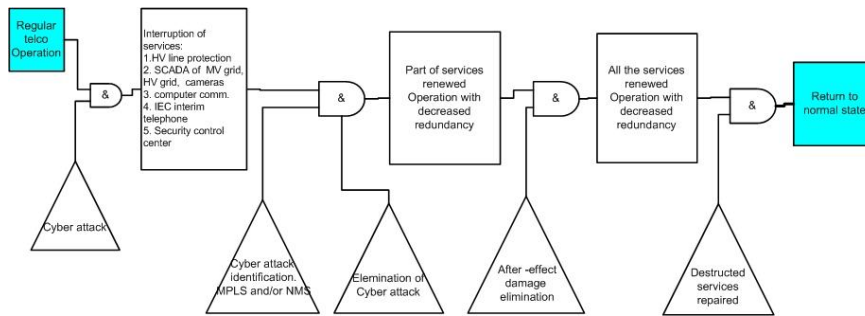 Regular
telco
Operation
&
Interruption of
services:
1.HV line protection
2. SCADA of MV grid,
HV grid, cameras
3. computer comm.
4. IEC interim
telephone
5. Security control
center
&
Part of services
renewed
Operation with
decreased
redundancy
&
All the services
renewed
Operation with
decreased
redundancy
&
Return to
normal state
Cyber attack
Cyber attack
identification.
MPLS and/or NMS
Elemination of
Cyber attack
After -effect
damage
elimination
Destructed
services
repaired